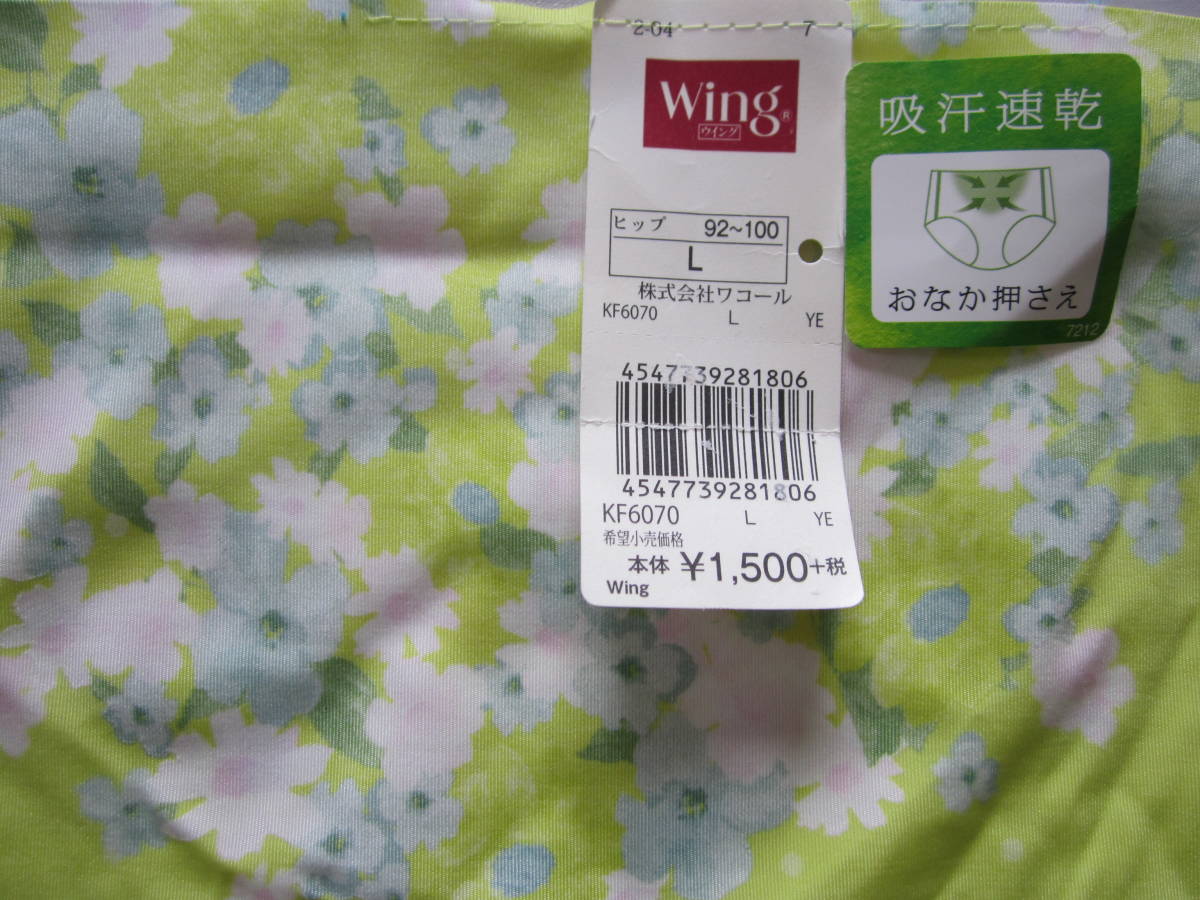 2-04 7
Wing®
ウイング
ヒップ 92~100
L
株式会社ワコール
KF6070 L YE
4547739281806
4547739281806
KF6070 L YE
希望小売価格
本体 ¥1,500+税
Wing
吸汗速乾
おなか押さえ
7212